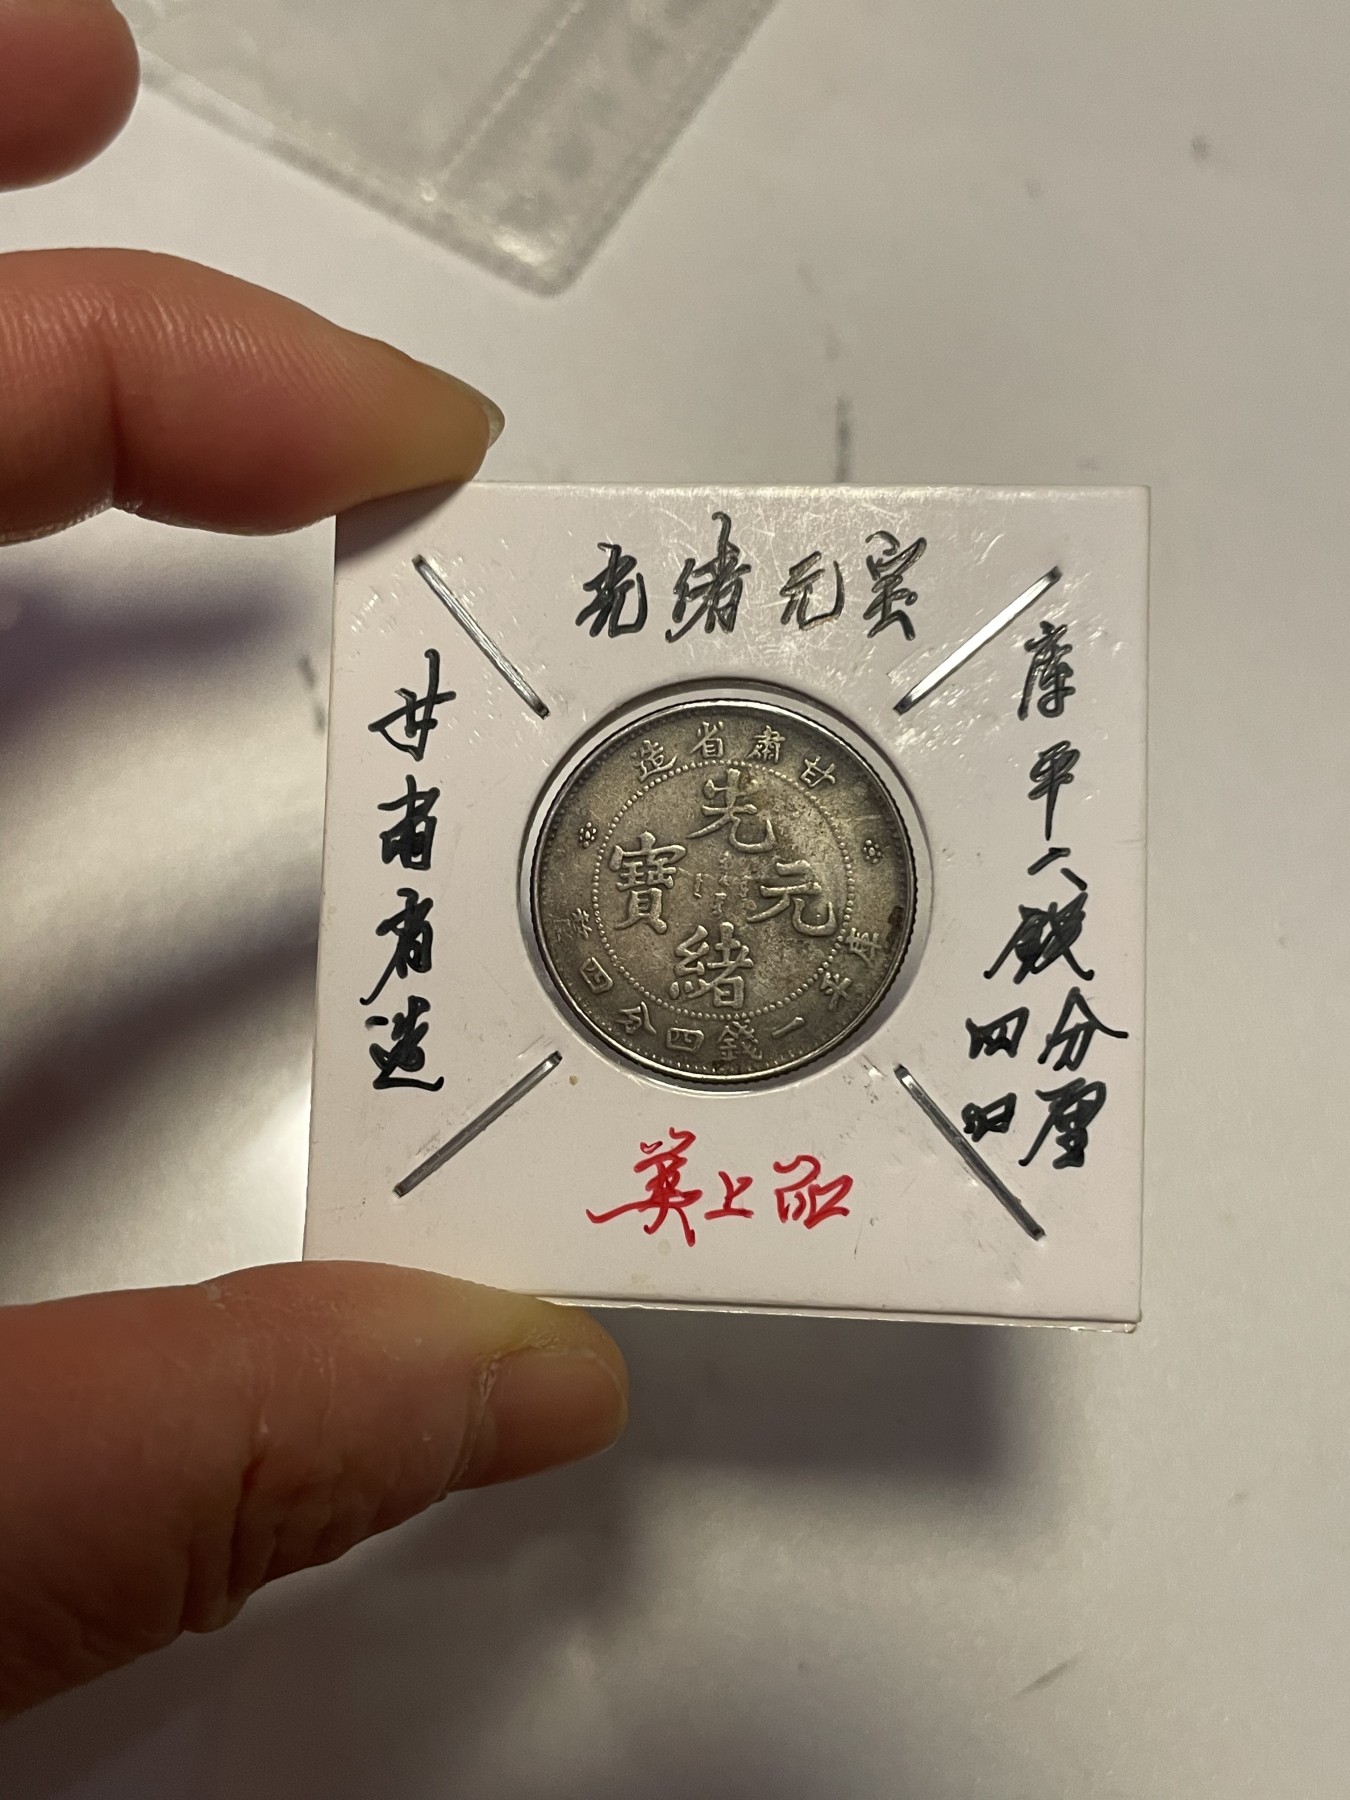 光绪元宝
甘肃省造
库平一钱四分四厘
甘肅省造
光緒元寶
庫平一錢四分四
美上品